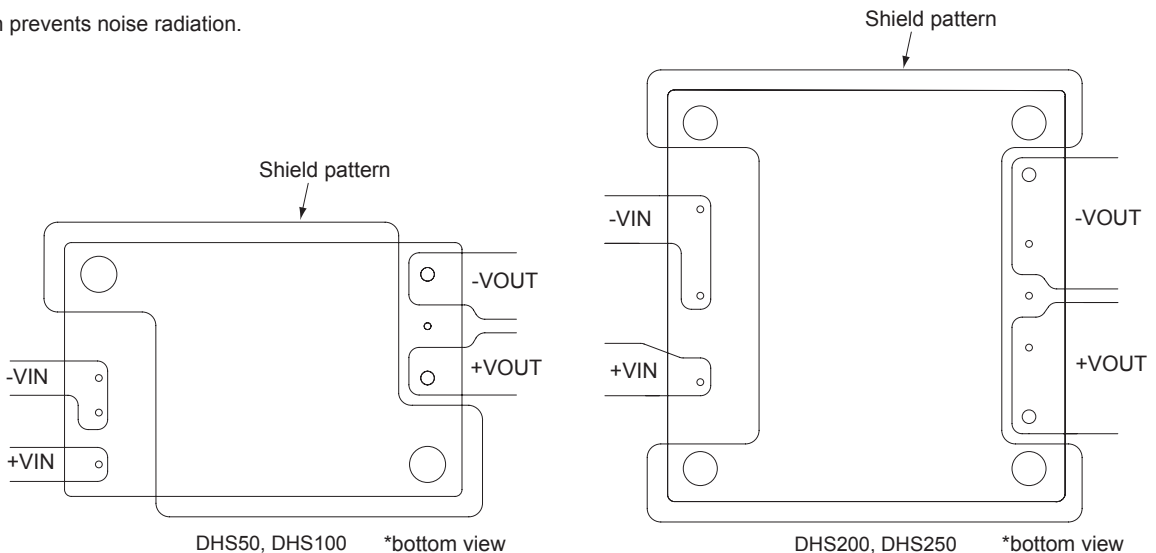 prevents noise radiation.
Shield pattern
-VIN
+VIN
-VOUT
+VOUT
DHS50, DHS100 *bottom view
Shield pattern
-VIN
+VIN
-VOUT
+VOUT
DHS200, DHS250 *bottom view